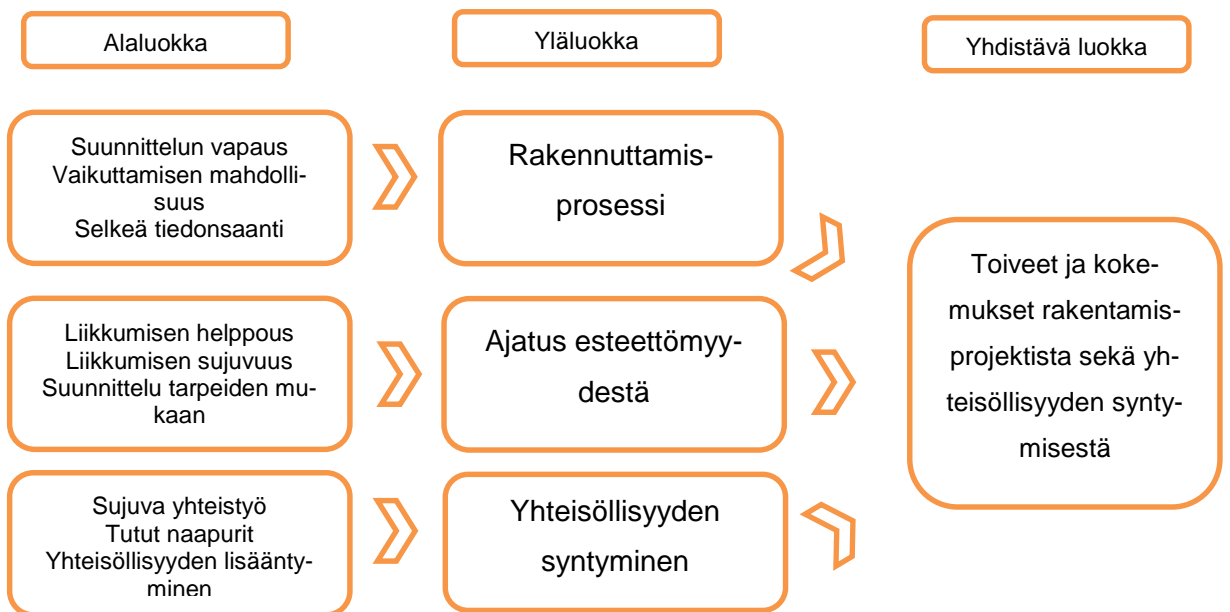 Alaluokka
Yläluokka
Yhdistävä luokka
Suunnittelun vapaus
Vaikuttamisen mahdolli-
suus
Selkeä tiedonsaanti
Rakennuttamis-
prosessi
Liikkumisen helppous
Liikkumisen sujuvuus
Suunnittelu tarpeiden mu-
kaan
Ajatus esteettömyy-
destä
Sujuva yhteistyö
Tutut naapurit
Yhteisöllisyyden lisäänty-
minen
Yhteisöllisyyden
syntyminen
Toiveet ja koke-
mukset rakentamis-
projektista sekä yh-
teisöllisyyden synty-
misestä